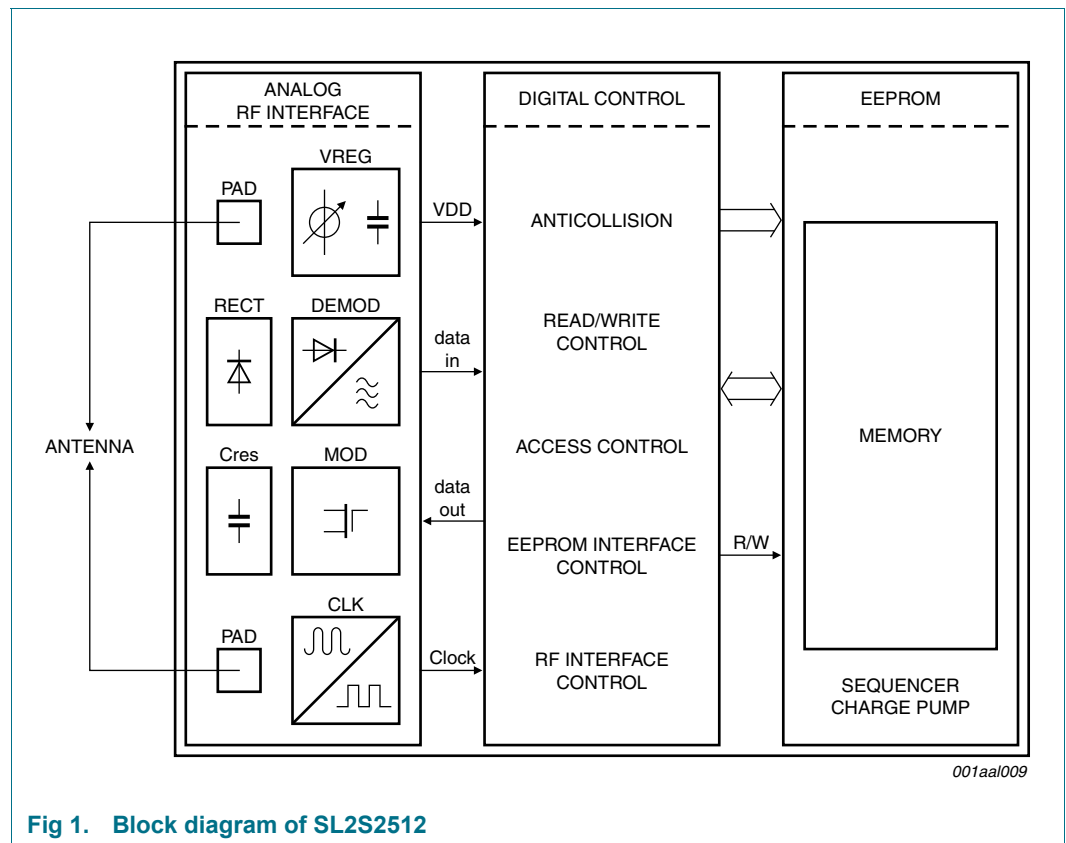 ANALOG
RF INTERFACE
VREG
PAD
RECT
DEMOD
Cres
MOD
CLK
PAD
ANTENNA
VDD
data
in
data
out
Clock
DIGITAL CONTROL
ANTICOLLISION
READ/WRITE
CONTROL
ACCESS CONTROL
EEPROM INTERFACE
CONTROL
RF INTERFACE
CONTROL
R/W
EEPROM
MEMORY
SEQUENCER
CHARGE PUMP
001aal009
Fig 1. Block diagram of SL2S2512